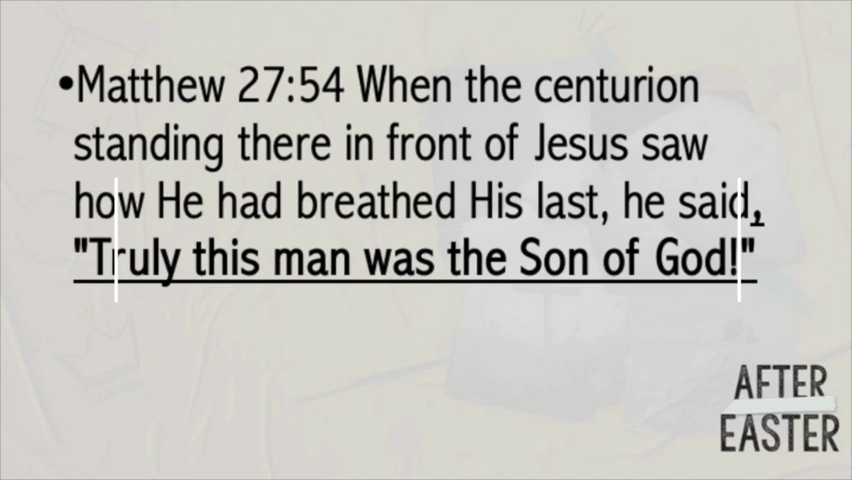 •Matthew 27:54 When the centurion
standing there in front of Jesus saw
how He had breathed His last, he said,
"Truly this man was the Son of God!"
AFTER
EASTER